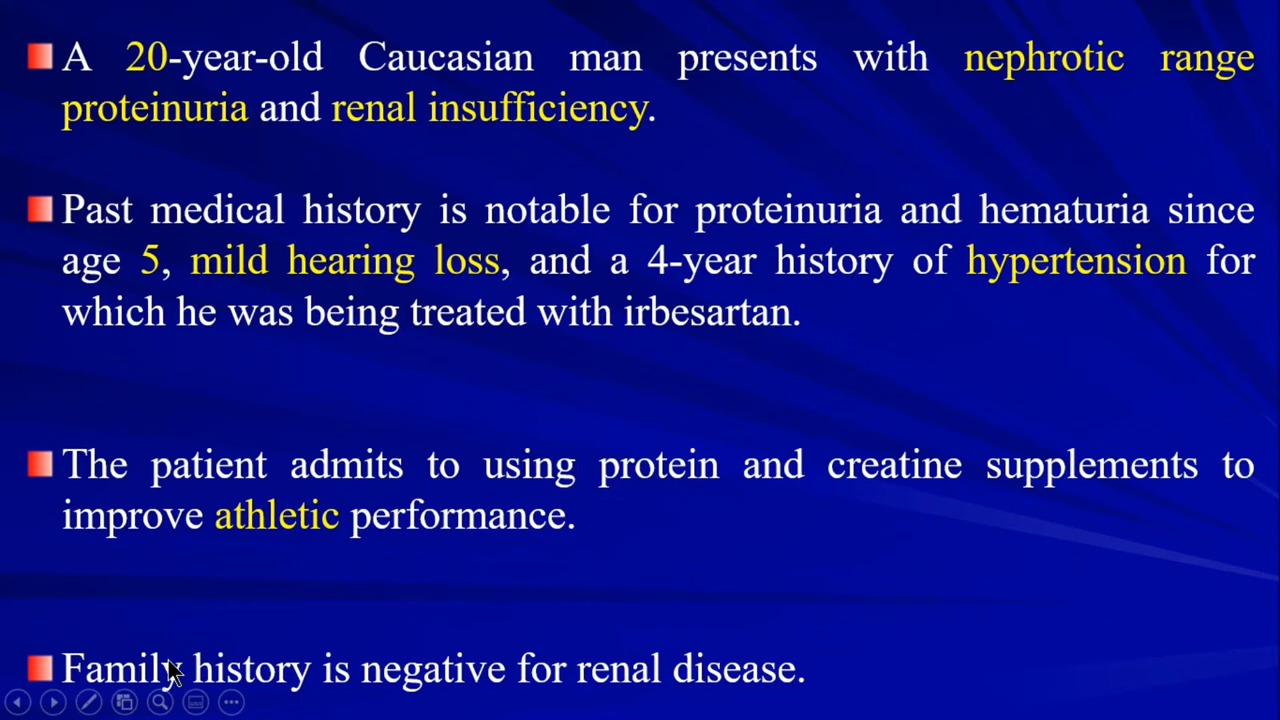 A 20-year-old Caucasian man presents with nephrotic range
proteinuria and renal insufficiency.
Past medical history is notable for proteinuria and hematuria since
age 5, mild hearing loss, and a 4-year history of hypertension for
which he was being treated with irbesartan.
The patient admits to using protein and creatine supplements to
improve athletic performance.
Family history is negative for renal disease.